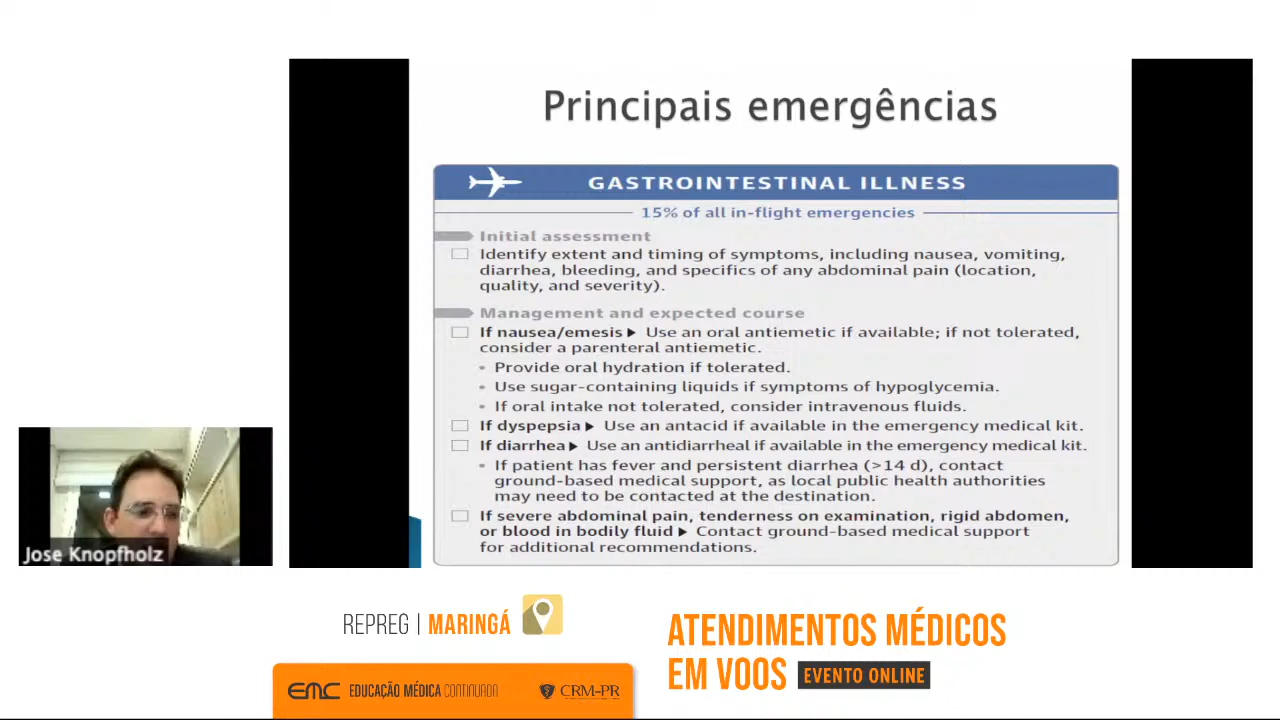 Principais emergências
GASTROINTESTINAL ILLNESS
15% of all in-flight emergencies
Initial assessment
Identify extent and timing of symptoms, including nausea, vomiting,
diarrhea, bleeding, and specifics of any abdominal pain (location,
quality, and severity).
Management and expected course
If nausea/emesis ▶ Use an oral antiemetic if available; if not tolerated,
consider a parenteral antiemetic.
• Provide oral hydration if tolerated.
• Use sugar-containing liquids if symptoms of hypoglycemia.
• If oral intake not tolerated, consider intravenous fluids.
If dyspepsia ▶ Use an antacid if available in the emergency medical kit.
If diarrhea ▶ Use an antidiarrheal if available in the emergency medical kit.
• If patient has fever and persistent diarrhea (>14 d), contact
ground-based medical support, as local public health authorities
may need to be contacted at the destination.
If severe abdominal pain, tenderness on examination, rigid abdomen,
or blood in bodily fluid ▶ Contact ground-based medical support
for additional recommendations.
Jose Knopfholz
REPREG | MARINGÁ
ATENDIMENTOS MÉDICOS
EM VOOS EVENTO ONLINE
EMC EDUCAÇÃO MÉDICA CONTINUADA CRM-PR